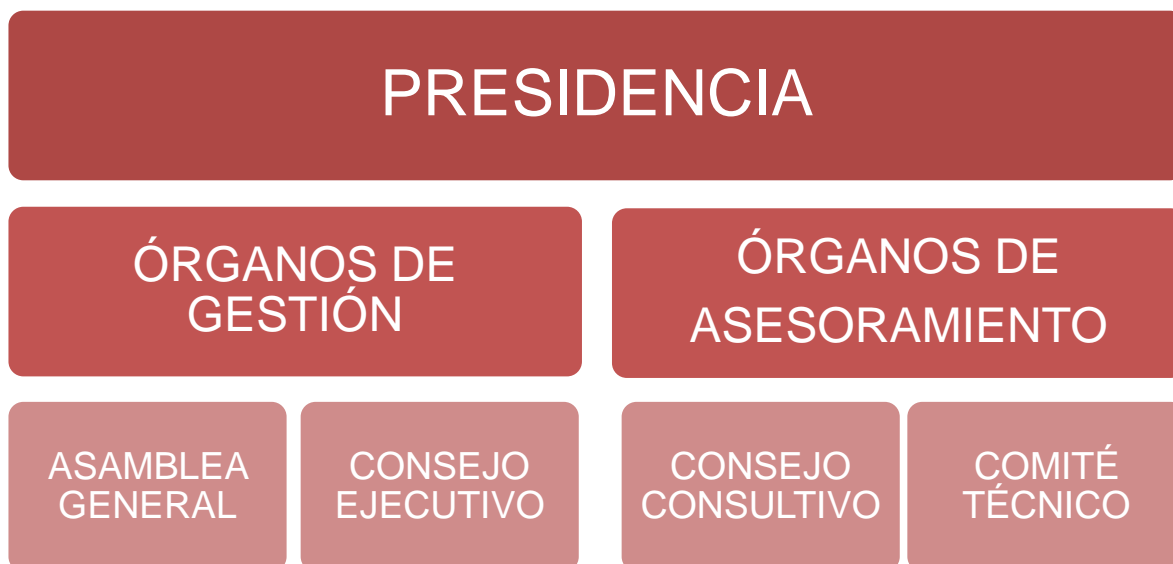 PRESIDENCIA
ÓRGANOS DE
GESTIÓN
ÓRGANOS DE
ASESORAMIENTO
ASAMBLEA
GENERAL
CONSEJO
EJECUTIVO
CONSEJO
CONSULTIVO
COMITÉ
TÉCNICO